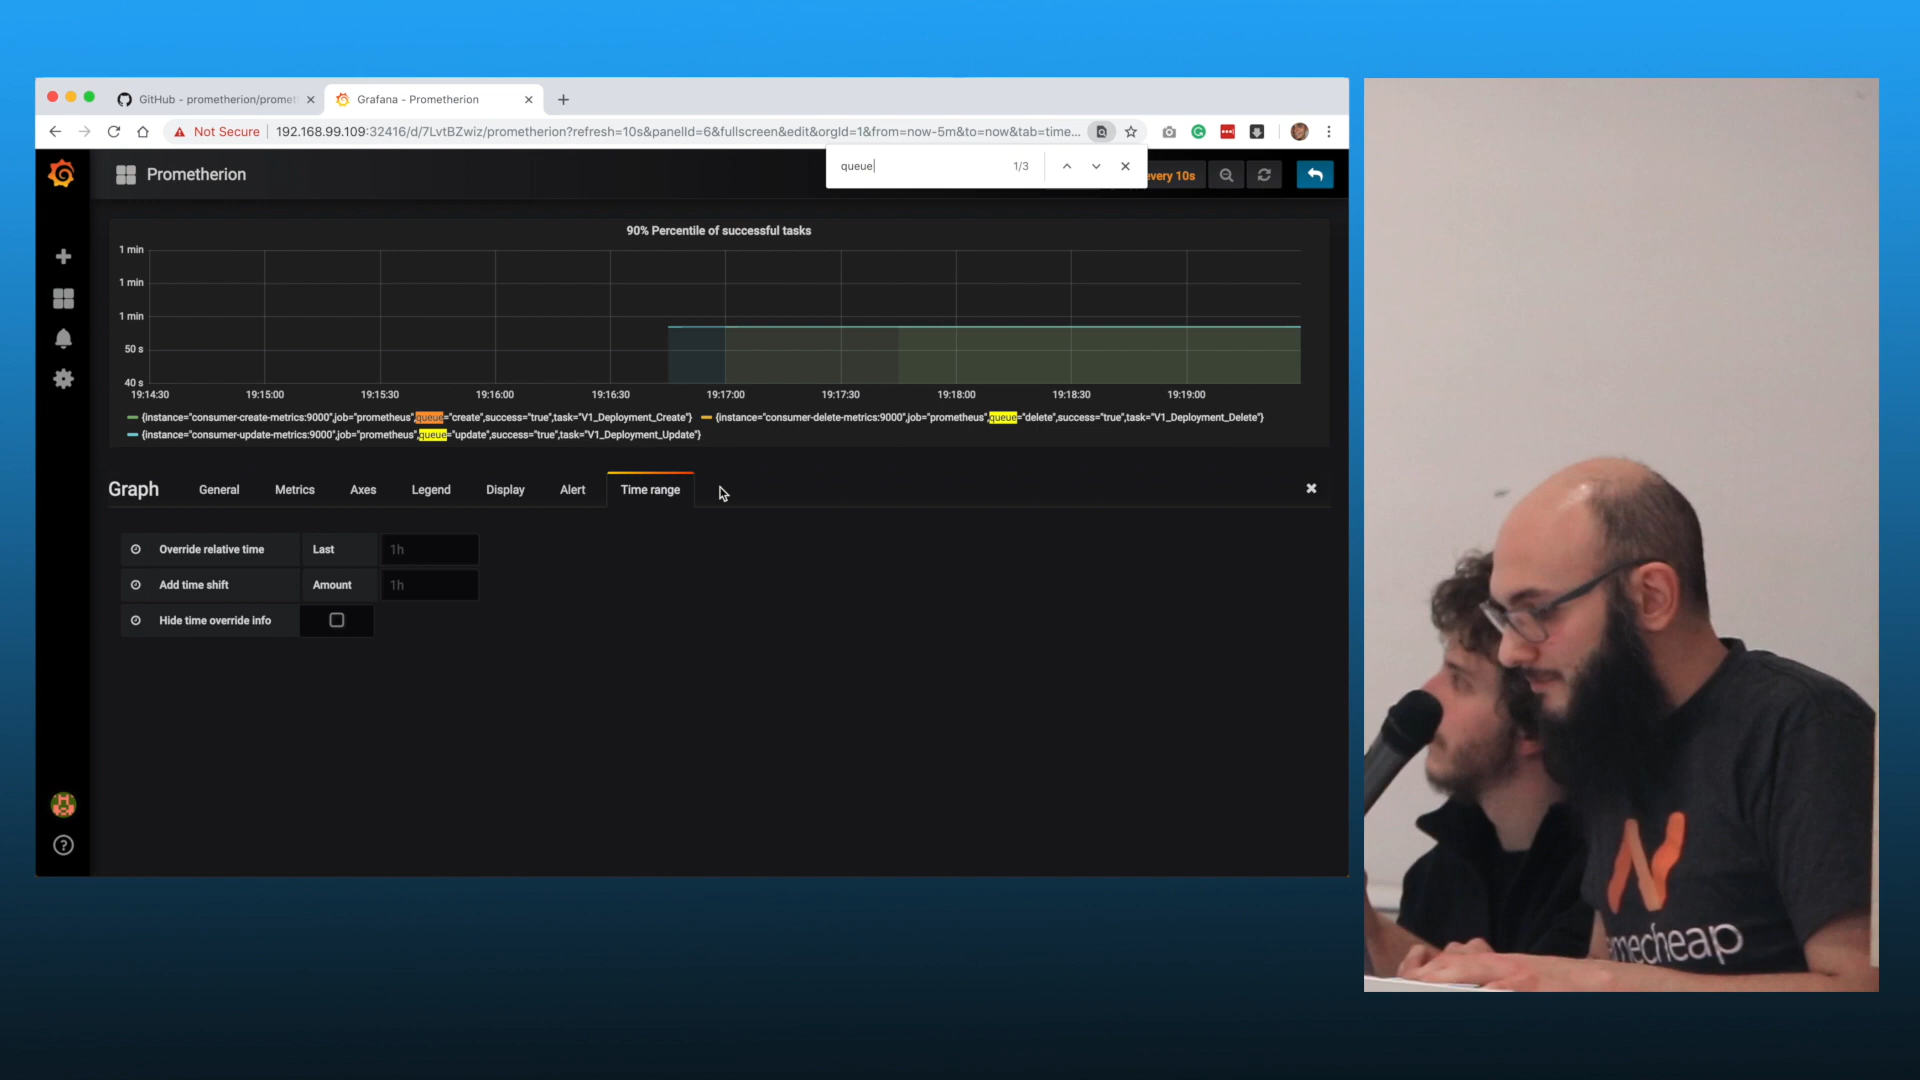 GitHub - prometherion/promet
Grafana - Prometherion
Not Secure
192.168.99.109:32416/d/7LvtBZwiz/prometherion?refresh=10s&panelId=6&fullscreen&edit&orgId=1&from=now-5m&to=now&tab=time...
queue
1/3
Prometherion
every 10s
90% Percentile of successful tasks
1 min
1 min
1 min
50 s
40 s
19:14:30 19:15:00 19:15:30 19:16:00 19:16:30 19:17:00 19:17:30 19:18:00 19:18:30 19:19:00
{instance="consumer-create-metrics:9000",job="prometheus",queue="create",success="true",task="V1_Deployment_Create"} {instance="consumer-delete-metrics:9000",job="prometheus",queue="delete",success="true",task="V1_Deployment_Delete"}
{instance="consumer-update-metrics:9000",job="prometheus",queue="update",success="true",task="V1_Deployment_Update"}
Graph General Metrics Axes Legend Display Alert Time range
Override relative time Last 1h
Add time shift Amount 1h
Hide time override info
mecheap